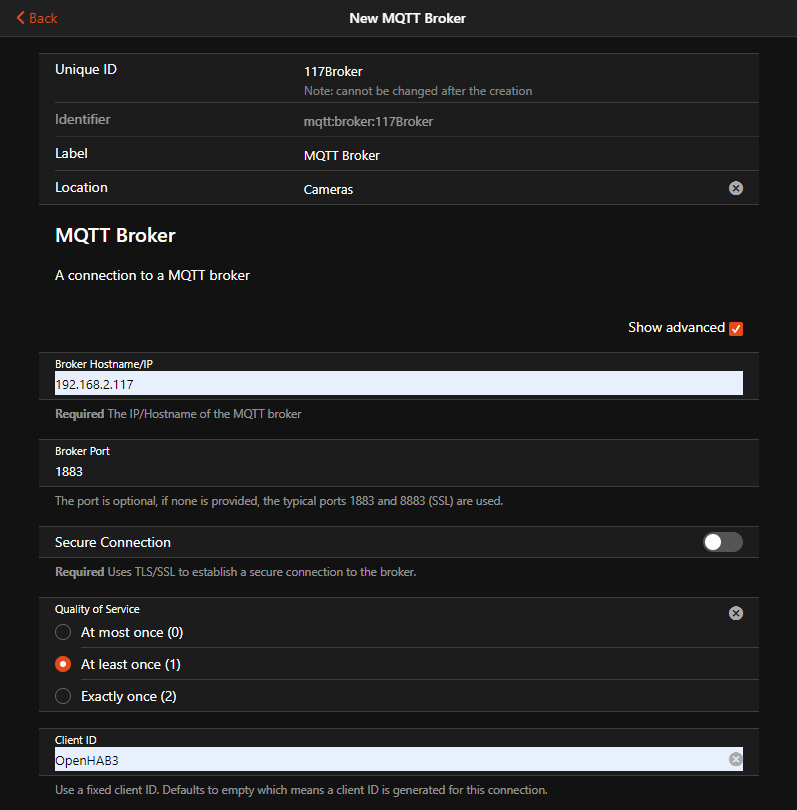 Back
New MQTT Broker
Unique ID
117Broker
Note: cannot be changed after the creation
Identifier
mqtt:broker:117Broker
Label
MQTT Broker
Location
Cameras
MQTT Broker
A connection to a MQTT broker
Show advanced
Broker Hostname/IP
192.168.2.117
Required The IP/Hostname of the MQTT broker
Broker Port
1883
The port is optional, if none is provided, the typical ports 1883 and 8883 (SSL) are used.
Secure Connection
Required Uses TLS/SSL to establish a secure connection to the broker.
Quality of Service
At most once (0)
At least once (1)
Exactly once (2)
Client ID
OpenHAB3
Use a fixed client ID. Defaults to empty which means a client ID is generated for this connection.